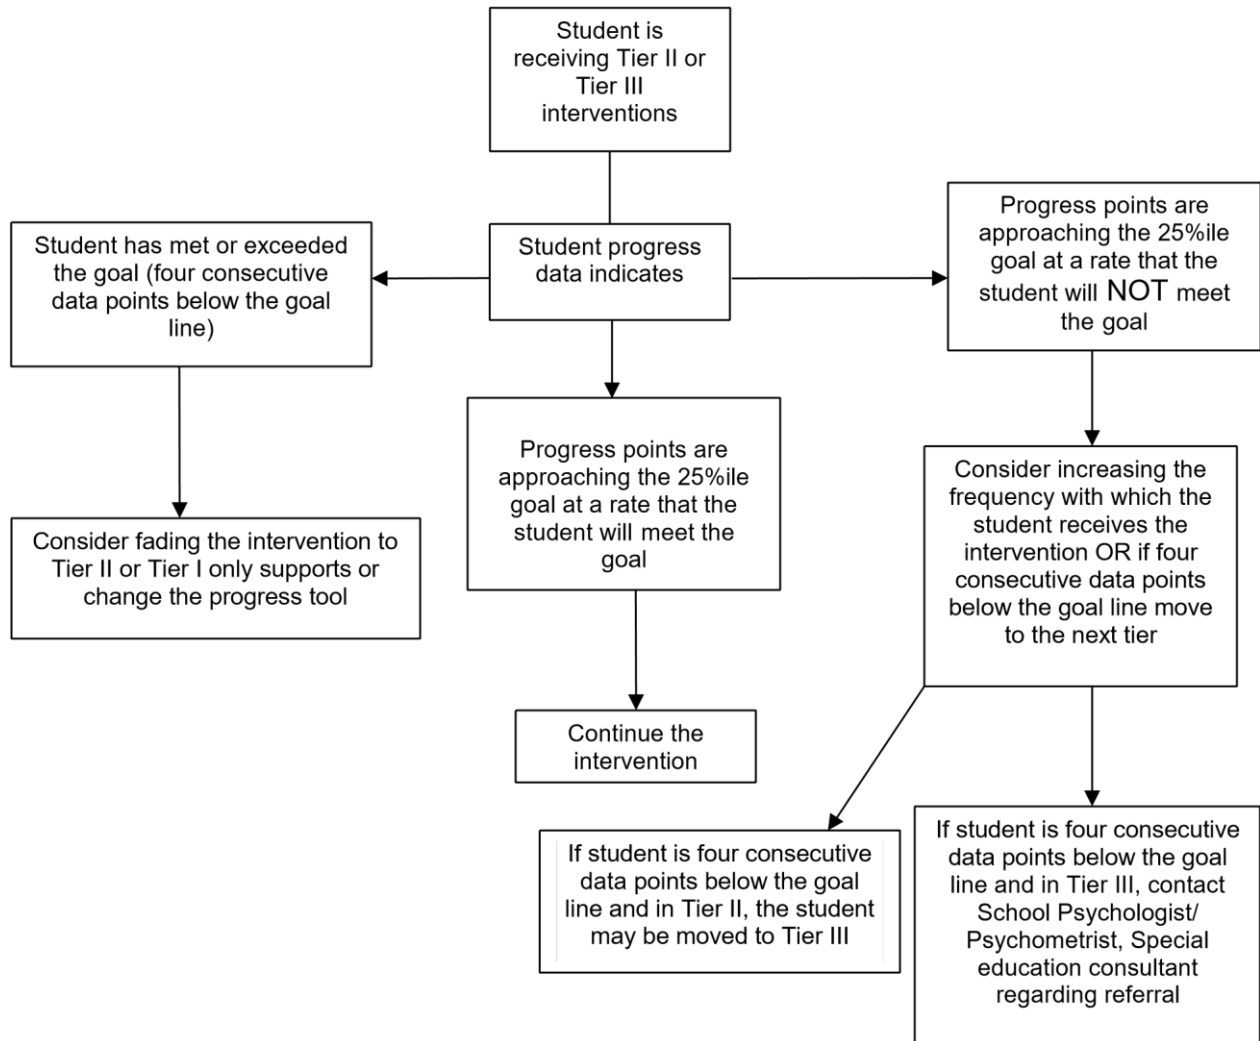 Student is
receiving Tier II or
Tier III
interventions
Student has met or exceeded
the goal (four consecutive
data points below the goal
line)
Student progress
data indicates
Progress points are
approaching the 25%ile
goal at a rate that the
student will NOT meet
the goal
Consider fading the intervention to
Tier II or Tier I only supports or
change the progress tool
Progress points are
approaching the 25%ile
goal at a rate that the
student will meet the
goal
Consider increasing the
frequency with which the
student receives the
intervention OR if four
consecutive data points
below the goal line move
to the next tier
Continue the
intervention
If student is four consecutive
data points below the goal
line and in Tier II, the student
may be moved to Tier III
If student is four consecutive
data points below the goal
line and in Tier III, contact
School Psychologist/
Psychometrist, Special
education consultant
regarding referral